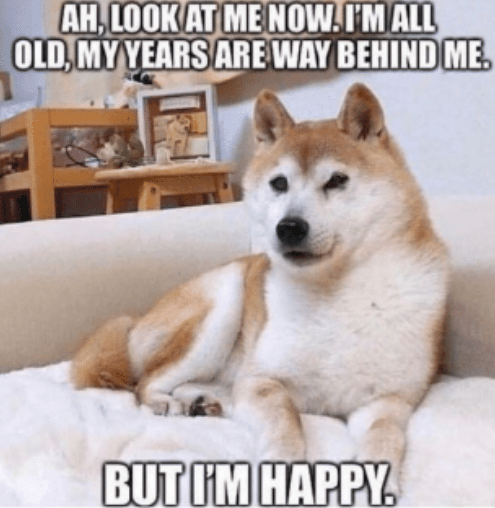 AH, LOOK AT ME NOW. I'M ALL
OLD, MY YEARS ARE WAY BEHIND ME.
BUT I'M HAPPY.